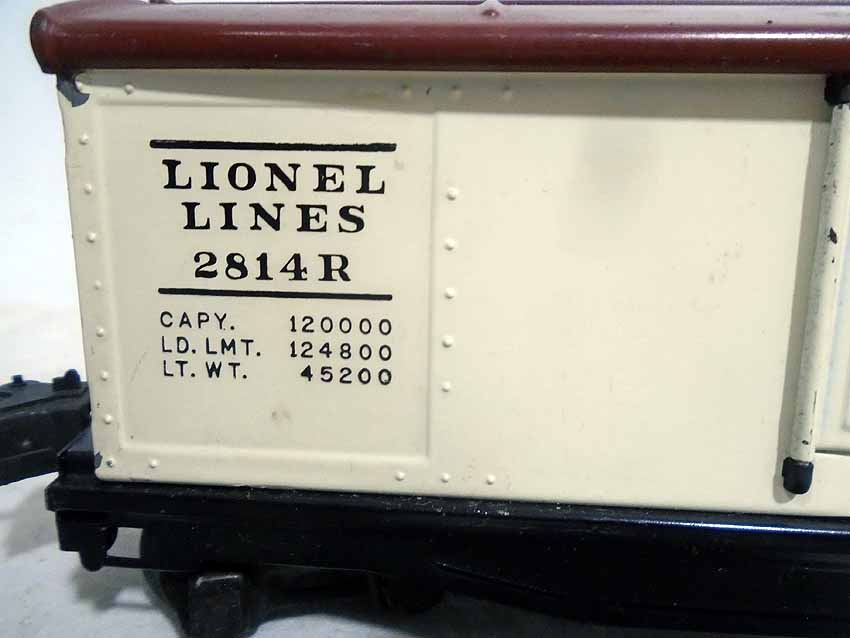 LIONEL
LINES
2814R
CAPY. 120000
LD. LMT. 124800
LT. WT. 45200